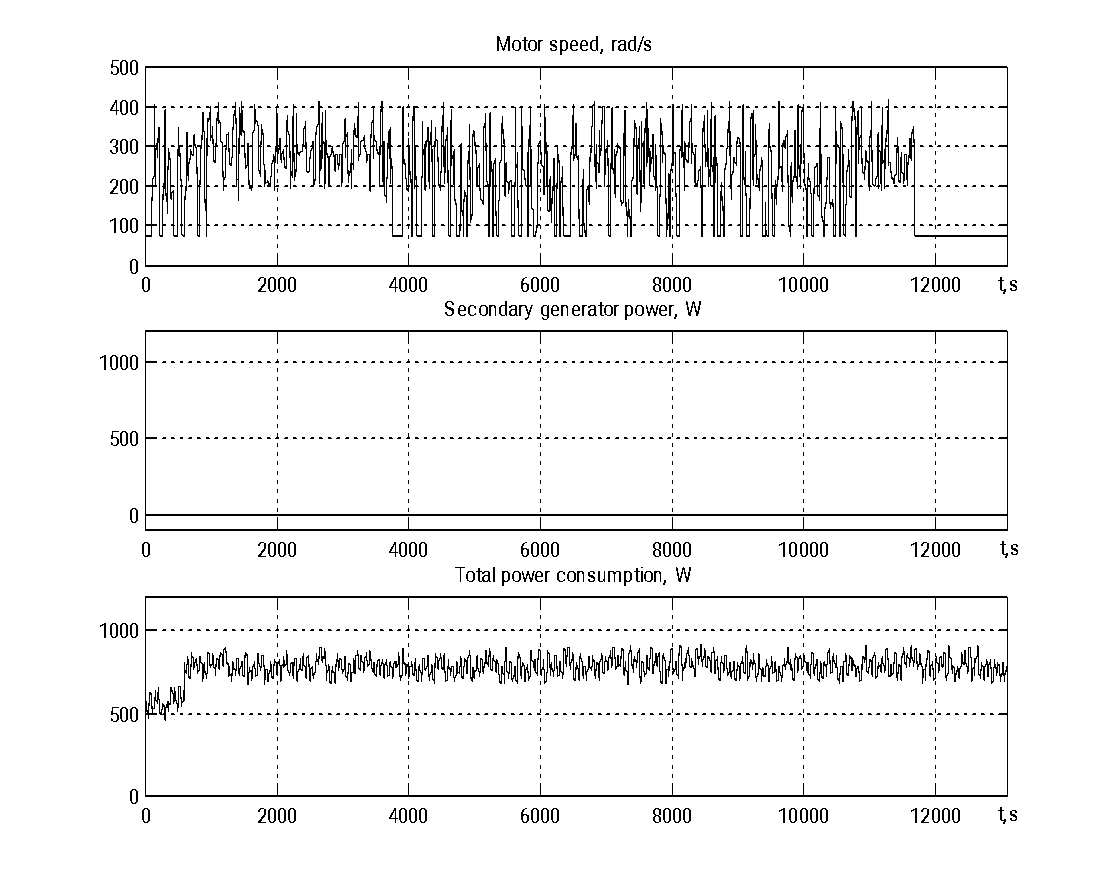 Motor speed, rad/s
500
400
300
200
100
0
0 2000 4000 6000 8000 10000 12000 t,s
Secondary generator power, W
1000
500
0
0 2000 4000 6000 8000 10000 12000 t,s
Total power consumption, W
1000
500
0
0 2000 4000 6000 8000 10000 12000 t,s